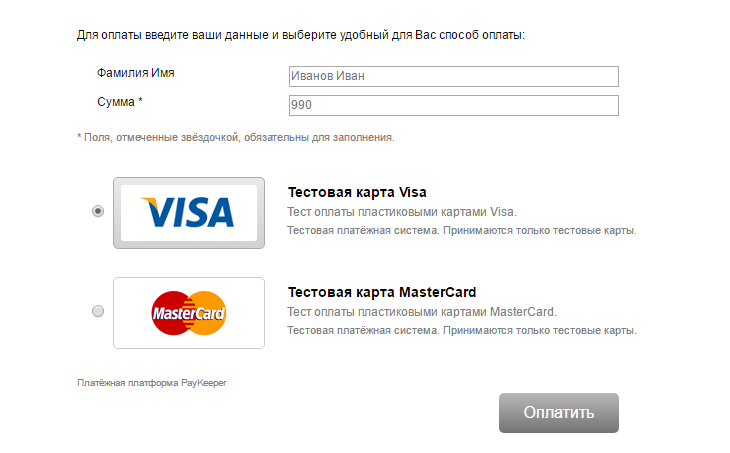 Для оплаты введите ваши данные и выберите удобный для Вас способ оплаты:
Фамилия Имя
Иванов Иван
Сумма *
990
* Поля, отмеченные звёздочкой, обязательны для заполнения.
VISA
Тестовая карта Visa
Тест оплаты пластиковыми картами Visa.
Тестовая платёжная система. Принимаются только тестовые карты.
MasterCard
Тестовая карта MasterCard
Тест оплаты пластиковыми картами MasterCard.
Тестовая платёжная система. Принимаются только тестовые карты.
Платёжная платформа PayKeeper
Оплатить